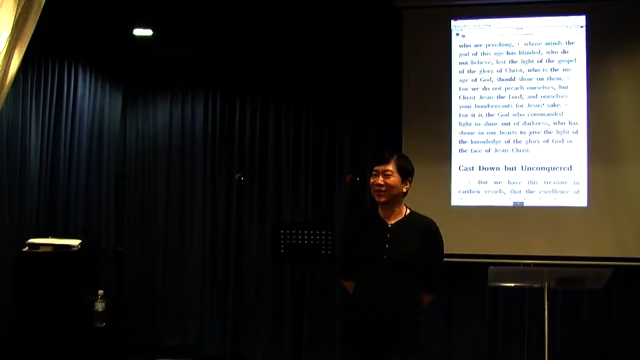 who are perishing, whose minds the
god of this age has blinded, who do
not believe, lest the light of the gospel
of the glory of Christ, who is the im-
age of God, should shine on them.
For we do not preach ourselves, but
Christ Jesus the Lord, and ourselves
your bondservants for Jesus' sake.
For it is the God who commanded
light to shine out of darkness, who has
shone in our hearts to give the light of
the knowledge of the glory of God in
the face of Jesus Christ.
Cast Down but Unconquered
But we have this treasure in
earthen vessels, that the excellence of